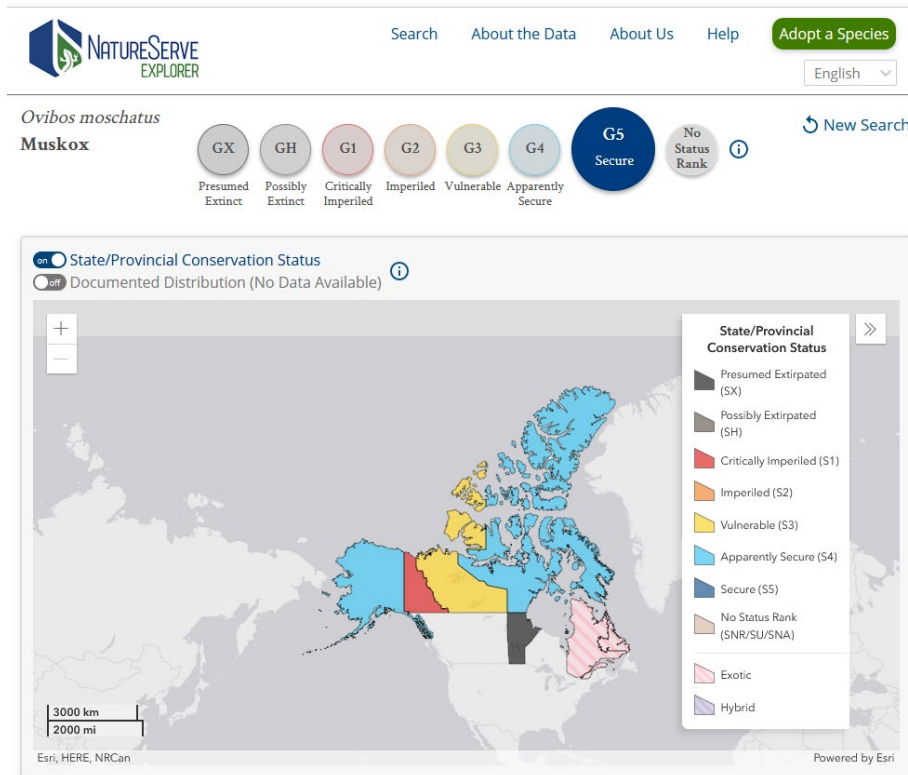 NATURESERVE
EXPLORER
Search About the Data About Us Help Adopt a Species
English
Ovibos moschatus
Muskox
GX GH G1 G2 G3 G4 G5 Secure No Status Rank
Presumed Extinct Possibly Extinct Critically Imperiled Imperiled Vulnerable Apparently Secure
New Search
on State/Provincial Conservation Status
off Documented Distribution (No Data Available)
+
−
State/Provincial
Conservation Status
Presumed Extirpated
(SX)
Possibly Extirpated
(SH)
Critically Imperiled (S1)
Imperiled (S2)
Vulnerable (S3)
Apparently Secure (S4)
Secure (S5)
No Status Rank
(SNR/SU/SNA)
Exotic
Hybrid
3000 km
2000 mi
Esri, HERE, NRCan Powered by Esri